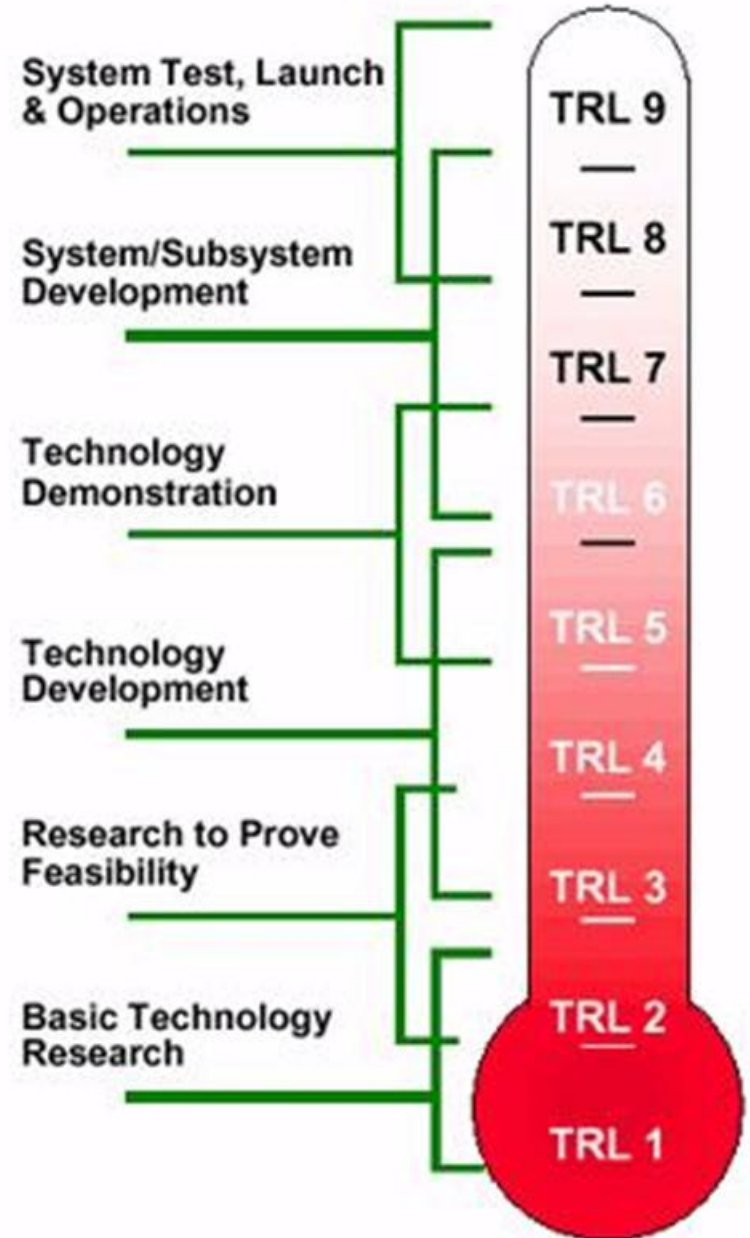 System Test, Launch
& Operations
System/Subsystem
Development
Technology
Demonstration
Technology
Development
Research to Prove
Feasibility
Basic Technology
Research
TRL 9
TRL 8
TRL 7
TRL 6
TRL 5
TRL 4
TRL 3
TRL 2
TRL 1